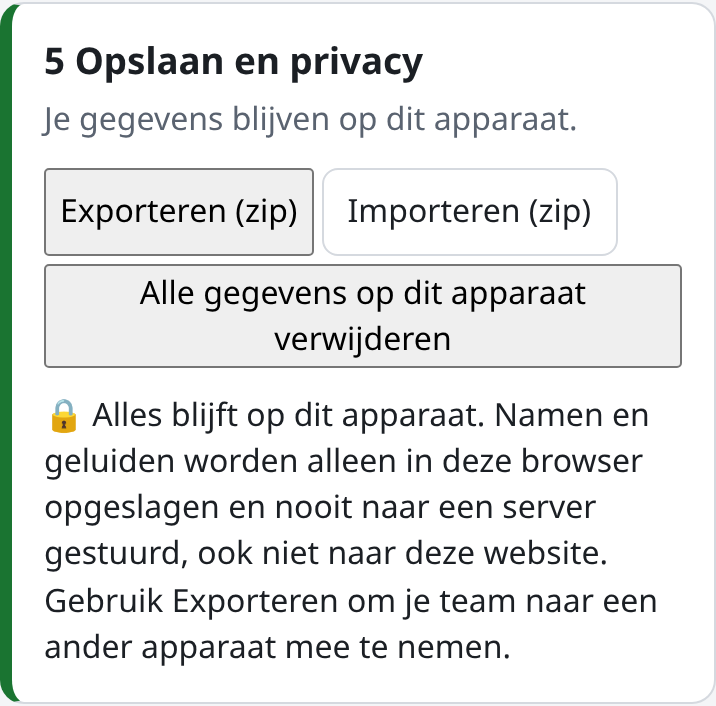 5 Opslaan en privacy
Je gegevens blijven op dit apparaat.
Exporteren (zip) Importeren (zip)
Alle gegevens op dit apparaat
verwijderen
🔒 Alles blijft op dit apparaat. Namen en
geluiden worden alleen in deze browser
opgeslagen en nooit naar een server
gestuurd, ook niet naar deze website.
Gebruik Exporteren om je team naar een
ander apparaat mee te nemen.